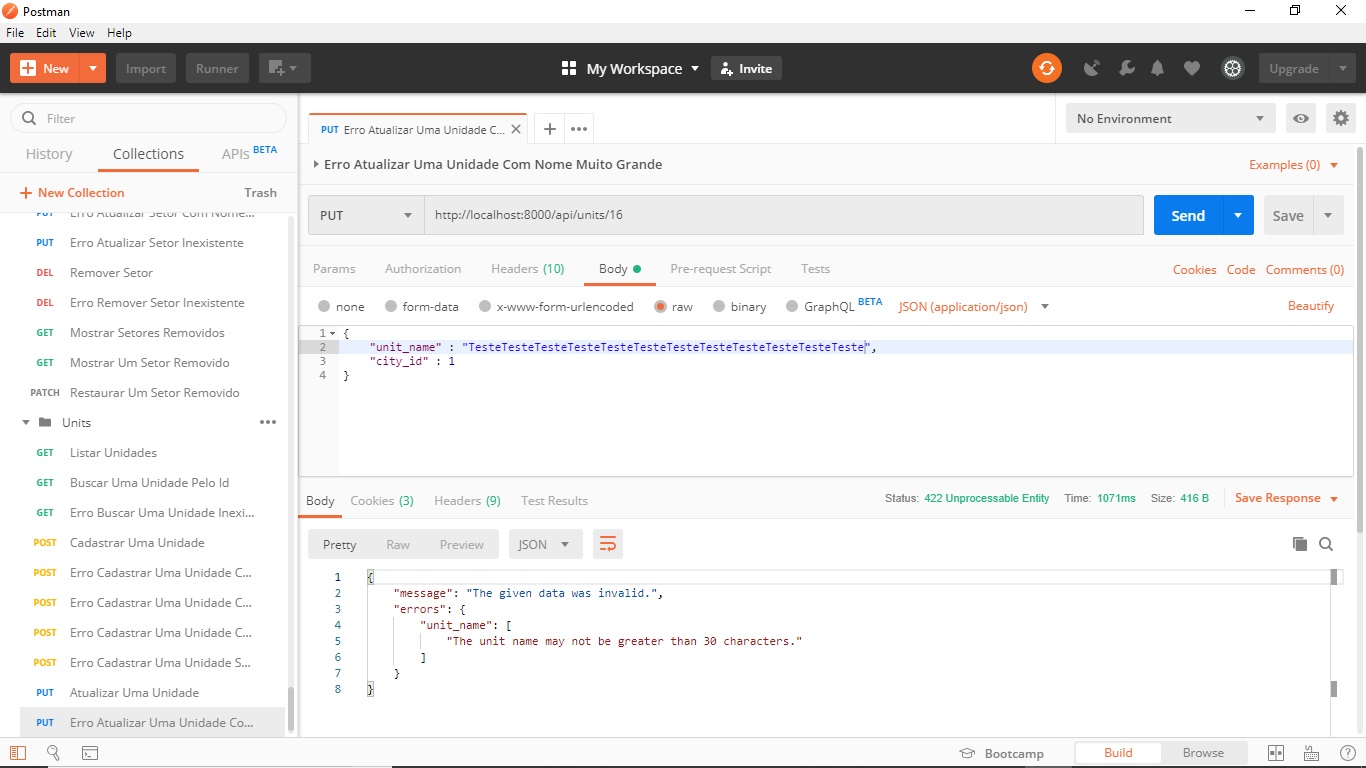 Postman
File Edit View Help
New Import Runner My Workspace Invite Upgrade
Filter
History Collections APIs BETA
New Collection Trash
PUT Erro Atualizar Setor Com Nome...
PUT Erro Atualizar Setor Inexistente
DEL Remover Setor
DEL Erro Remover Setor Inexistente
GET Mostrar Setores Removidos
GET Mostrar Um Setor Removido
PATCH Restaurar Um Setor Removido
Units
GET Listar Unidades
GET Buscar Uma Unidade Pelo Id
GET Erro Buscar Uma Unidade Inexi...
POST Cadastrar Uma Unidade
POST Erro Cadastrar Uma Unidade C...
POST Erro Cadastrar Uma Unidade C...
POST Erro Cadastrar Uma Unidade C...
POST Erro Cadastrar Uma Unidade S...
PUT Atualizar Uma Unidade
PUT Erro Atualizar Uma Unidade Co...
PUT Erro Atualizar Uma Unidade C...
No Environment
Erro Atualizar Uma Unidade Com Nome Muito Grande
Examples (0)
PUT http://localhost:8000/api/units/16 Send Save
Params Authorization Headers (10) Body Pre-request Script Tests Cookies Code Comments (0)
none form-data x-www-form-urlencoded raw binary GraphQL BETA JSON (application/json) Beautify
1 {
2 "unit_name" : "TesteTesteTesteTesteTesteTesteTesteTesteTesteTesteTesteTeste",
3 "city_id" : 1
4 }
Body Cookies (3) Headers (9) Test Results Status: 422 Unprocessable Entity Time: 1071ms Size: 416 B Save Response
Pretty Raw Preview JSON
1 {
2 "message": "The given data was invalid.",
3 "errors": {
4 "unit_name": [
5 "The unit name may not be greater than 30 characters."
6 ]
7 }
8 }
Bootcamp Build Browse